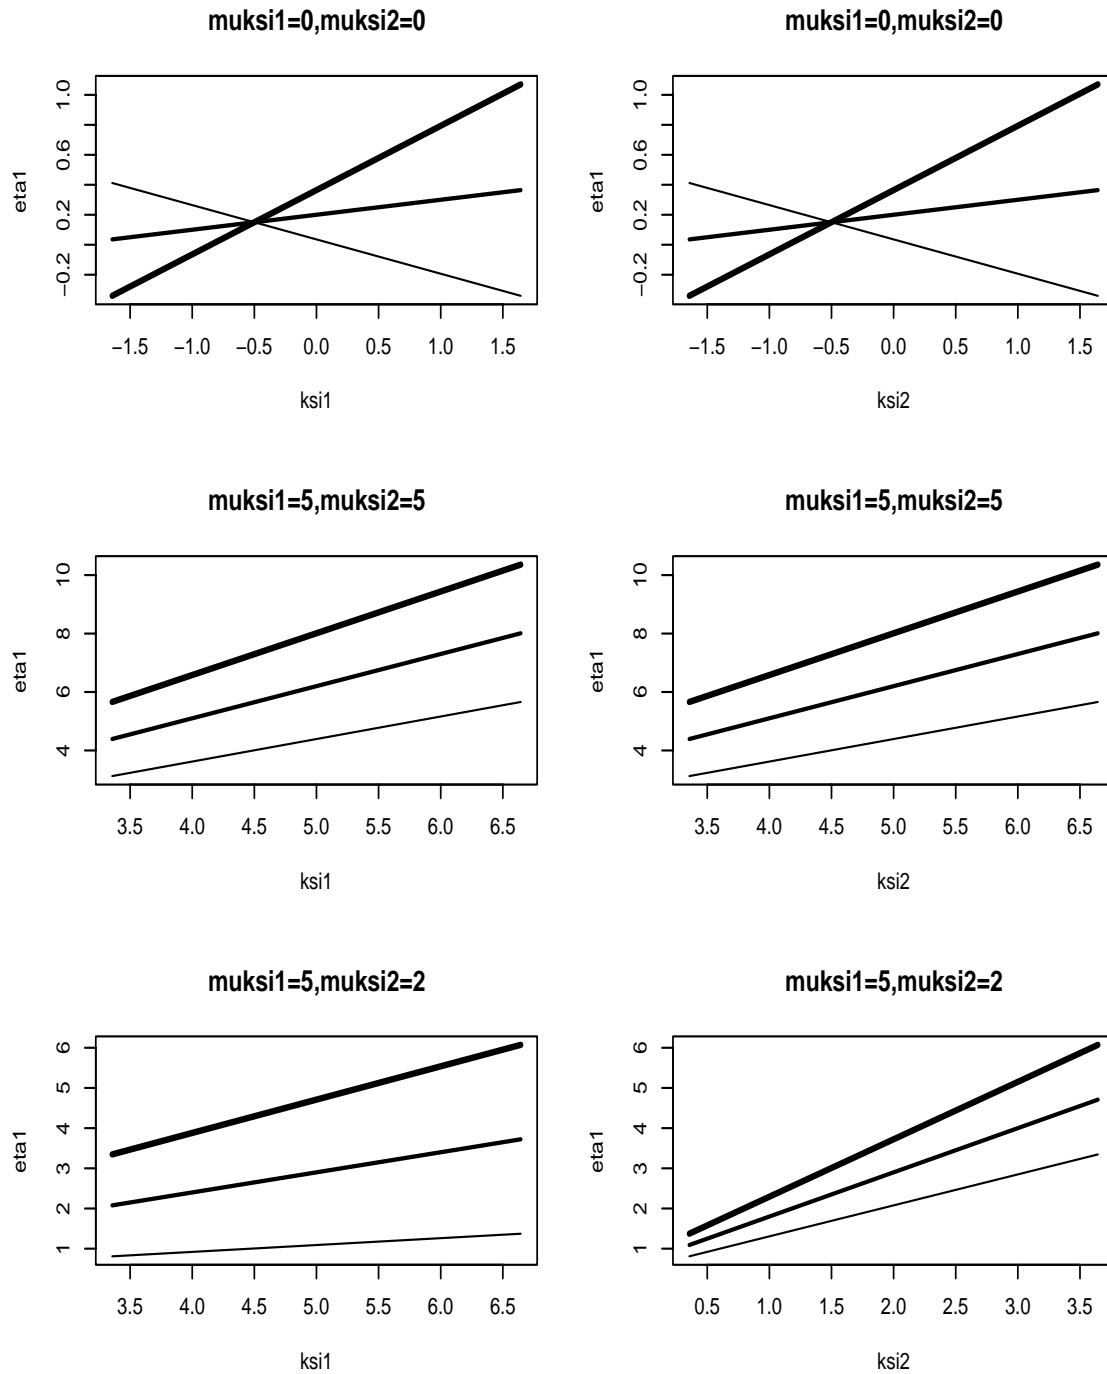 muksi1=0,muksi2=0
eta1
1.0
0.6
0.2
−0.2
−1.5 −1.0 −0.5 0.0 0.5 1.0 1.5
ksi1
muksi1=0,muksi2=0
eta1
1.0
0.6
0.2
−0.2
−1.5 −1.0 −0.5 0.0 0.5 1.0 1.5
ksi2
muksi1=5,muksi2=5
eta1
10
8
6
4
3.5 4.0 4.5 5.0 5.5 6.0 6.5
ksi1
muksi1=5,muksi2=5
eta1
10
8
6
4
3.5 4.0 4.5 5.0 5.5 6.0 6.5
ksi2
muksi1=5,muksi2=2
eta1
6
5
4
3
2
1
3.5 4.0 4.5 5.0 5.5 6.0 6.5
ksi1
muksi1=5,muksi2=2
eta1
6
5
4
3
2
1
0.5 1.0 1.5 2.0 2.5 3.0 3.5
ksi2